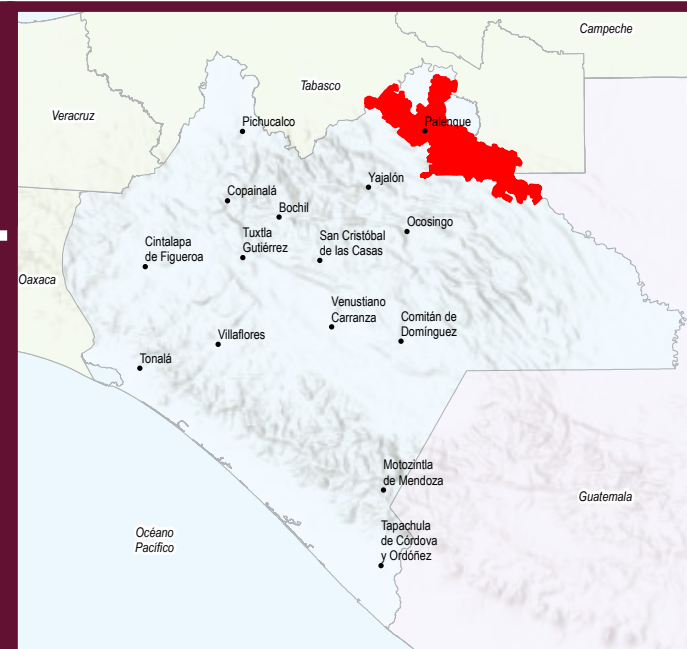 Campeche
Tabasco
Veracruz
Pichucalco
Palenque
Yajalón
Copainalá
Bochil
Ocosingo
Cintalapa
de Figueroa
Tuxtla
Gutiérrez
San Cristóbal
de las Casas
Oaxaca
Venustiano
Carranza
Comitán de
Domínguez
Villaflores
Tonalá
Motozintla
de Mendoza
Guatemala
Océano
Pacífico
Tapachula
de Córdova
y Ordóñez